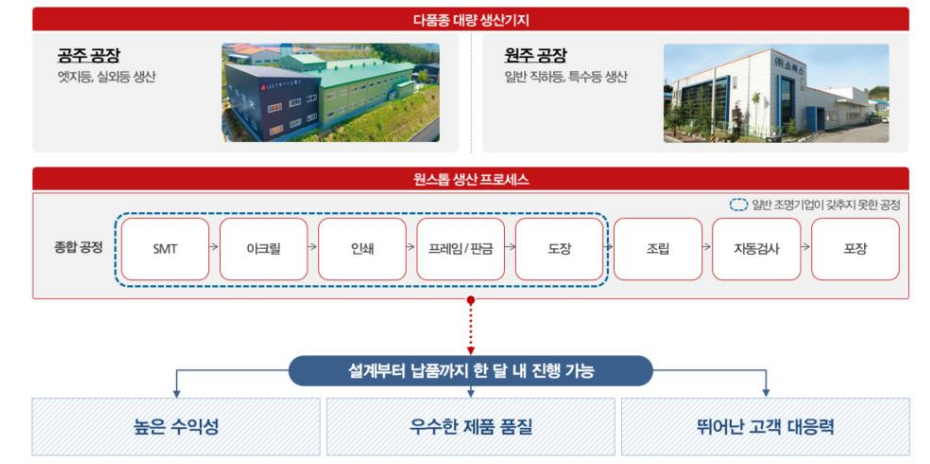 다품종 대량 생산기지
공주 공장
엣지등, 실외등 생산
원주 공장
일반 직하등, 특수등 생산
(주)소룩스
원스톱 생산 프로세스
일반 조명기업이 갖추지 못한 공정
종합 공정
SMT
아크릴
인쇄
프레임 / 판금
도장
조립
자동검사
포장
설계부터 납품까지 한 달 내 진행 가능
높은 수익성
우수한 제품 품질
뛰어난 고객 대응력